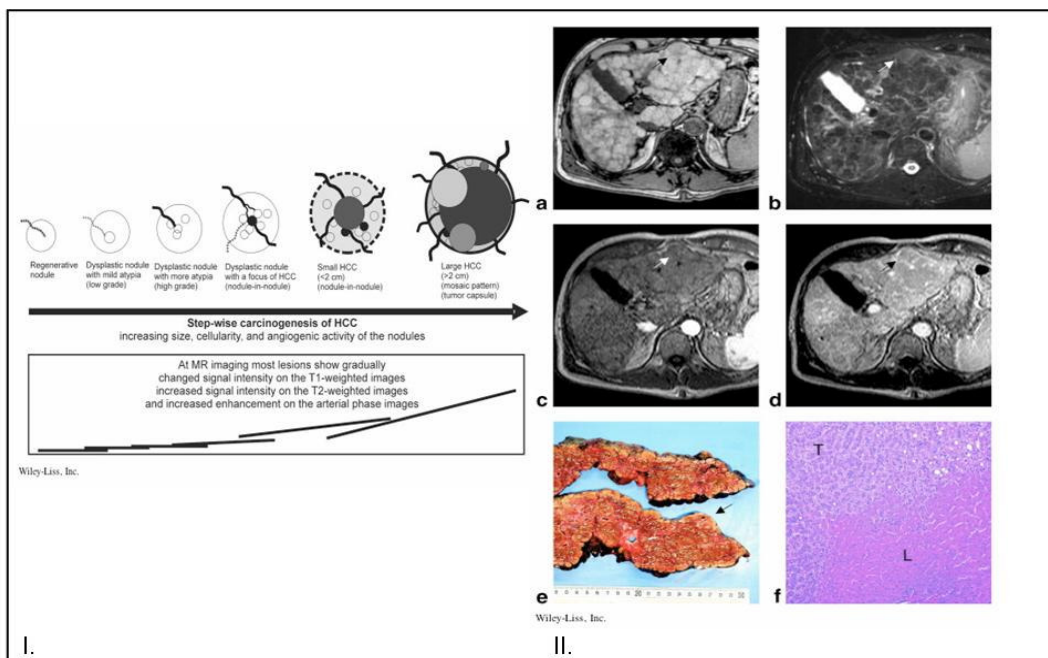 Regenerative
nodule
Dysplastic nodule
with mild atypia
(low grade)
Dysplastic nodule
with more atypia
(high grade)
Dysplastic nodule
with a focus of HCC
(nodule-in-nodule)
Small HCC
(<2 cm)
(nodule-in-nodule)
Large HCC
(>2 cm)
(mosaic pattern)
(tumor capsule)
Step-wise carcinogenesis of HCC
increasing size, cellularity, and angiogenic activity of the nodules
At MR imaging most lesions show gradually
changed signal intensity on the T1-weighted images
increased signal intensity on the T2-weighted images
and increased enhancement on the arterial phase images
Wiley-Liss, Inc.
I.
a
b
c
d
e
T
L
f
Wiley-Liss, Inc.
II.